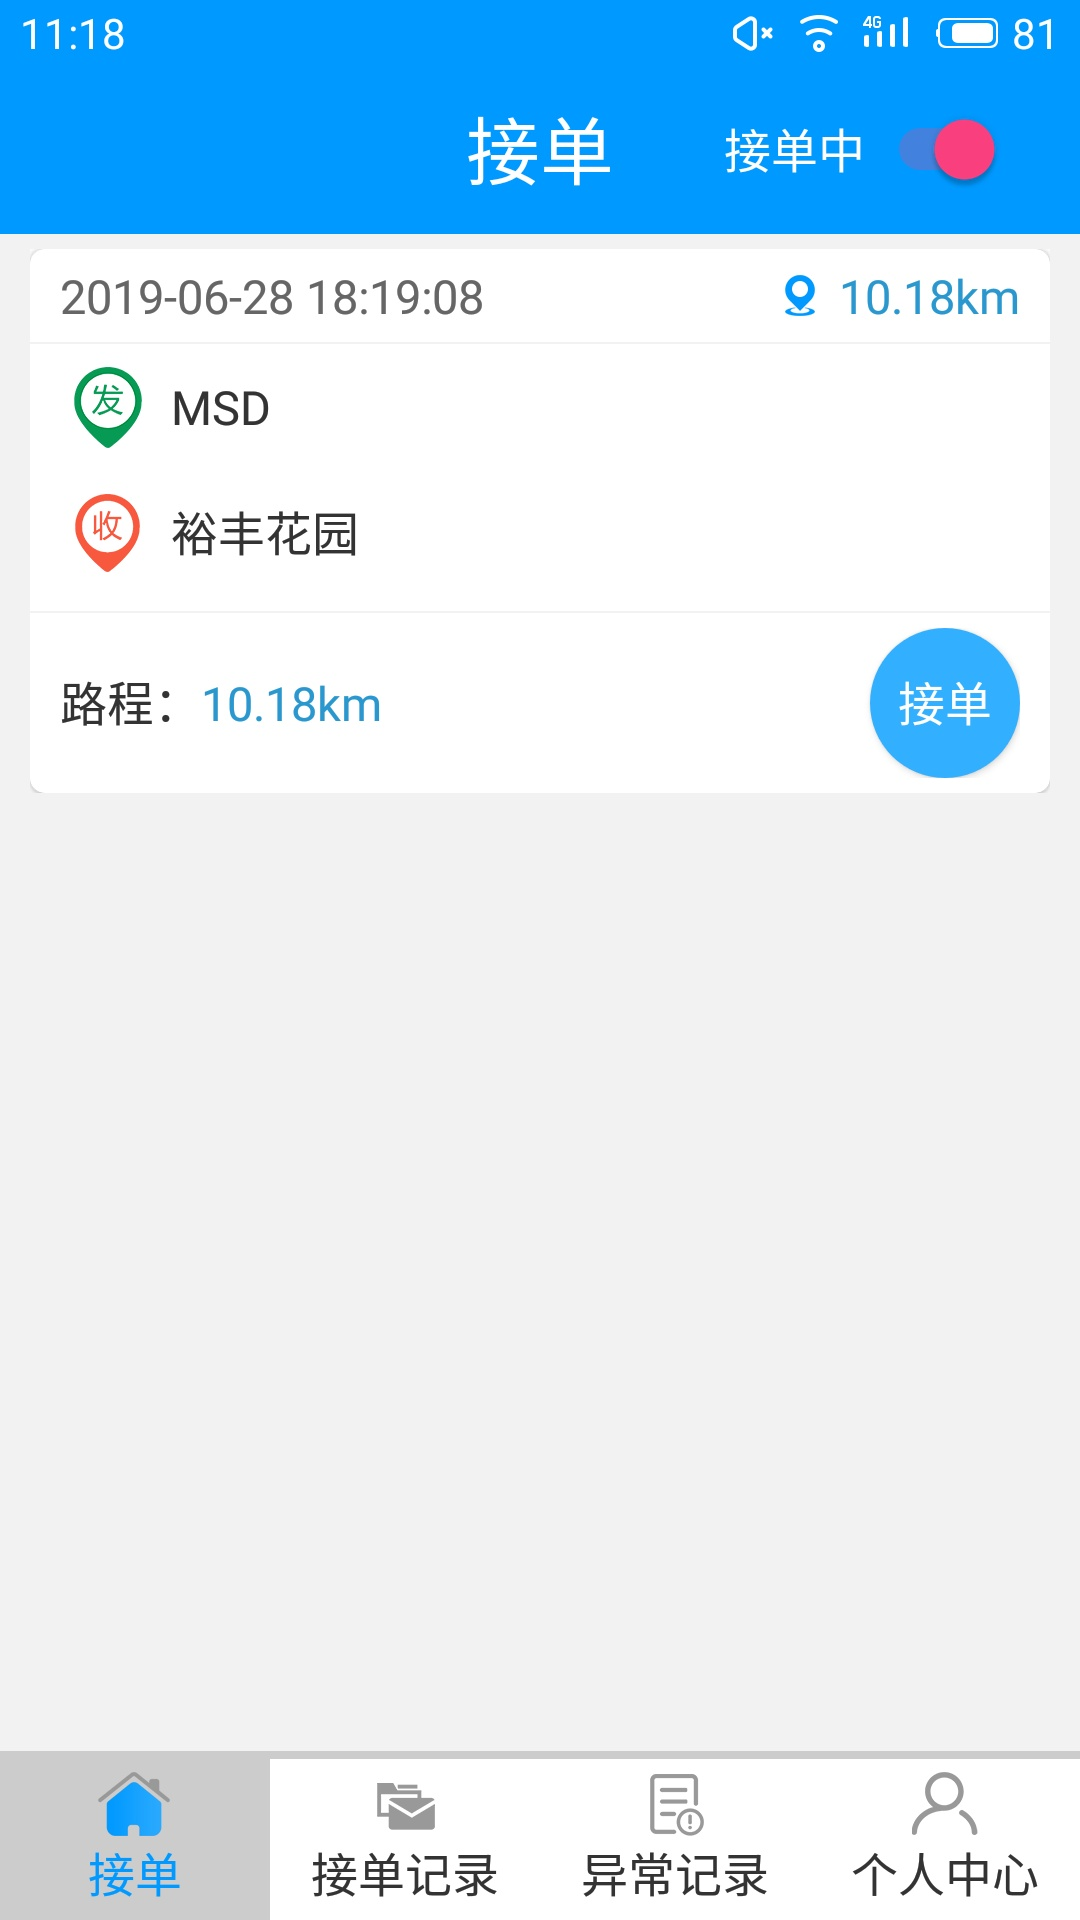 11:18 4G 81
接单 接单中
2019-06-28 18:19:08 10.18km
发 MSD
收 裕丰花园
路程：10.18km 接单
接单 接单记录 异常记录 个人中心